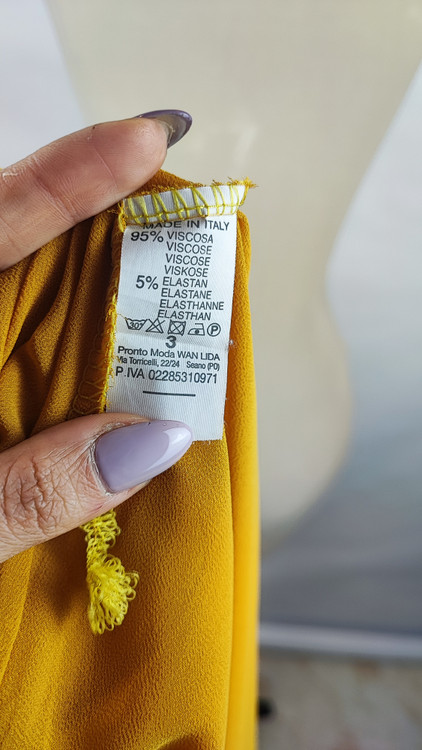 MADE IN ITALY
95% VISCOSA
VISCOSE
VISCOSE
VISKOSE
5% ELASTAN
ELASTANE
ELASTHANNE
ELASTHAN
30° P
3
Pronto Moda WAN LIDA
Via Torricelli, 22/24 Seano (PO)
P.IVA 02285310971